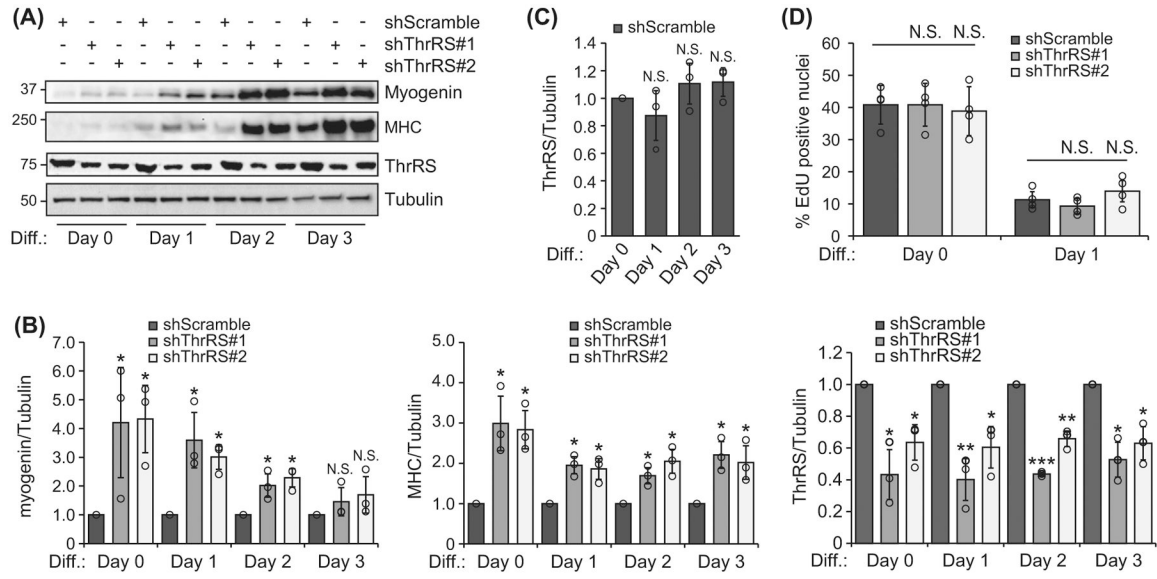 (A)
+ - - + - - + - - + - - shScramble
- + - - + - - + - - + - shThrRS#1
- - + - - + - - + - - + shThrRS#2
37 Myogenin
250 MHC
75 ThrRS
50 Tubulin
Diff.: Day 0 Day 1 Day 2 Day 3
(C)
shScramble
ThrRS/Tubulin
1.4
1.2
1.0
0.8
0.6
0.4
0.2
0
N.S. N.S. N.S.
Diff.: Day 0 Day 1 Day 2 Day 3
(D)
shScramble
shThrRS#1
shThrRS#2
% EdU positive nuclei
60
50
40
30
20
10
0
N.S. N.S.
N.S. N.S.
Diff.: Day 0 Day 1
(B)
shScramble
shThrRS#1
shThrRS#2
myogenin/Tubulin
7.0
6.0
5.0
4.0
3.0
2.0
1.0
0
* * * * * * N.S. N.S.
Diff.: Day 0 Day 1 Day 2 Day 3
shScramble
shThrRS#1
shThrRS#2
MHC/Tubulin
5.0
4.0
3.0
2.0
1.0
0
* * * * * * * *
Diff.: Day 0 Day 1 Day 2 Day 3
shScramble
shThrRS#1
shThrRS#2
ThrRS/Tubulin
1.2
1.0
0.8
0.6
0.4
0.2
0
* * ** * *** ** * *
Diff.: Day 0 Day 1 Day 2 Day 3